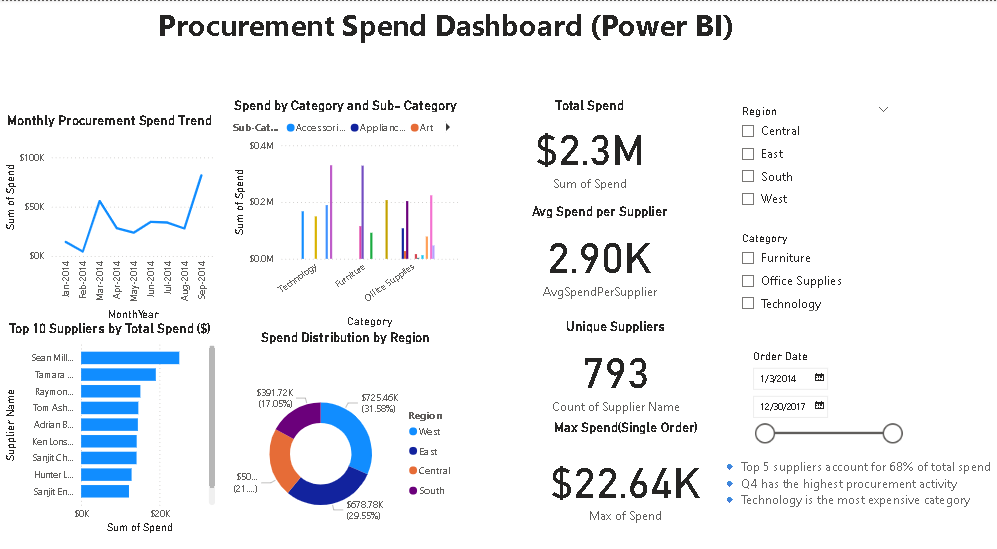 Procurement Spend Dashboard (Power BI)
Monthly Procurement Spend Trend
Sum of Spend
$100K
$50K
$0K
Jan-2014
Feb-2014
Mar-2014
Apr-2014
May-2014
Jun-2014
Jul-2014
Aug-2014
Sep-2014
MonthYear
Spend by Category and Sub- Category
Sub-Cat... Accessori... Applianc... Art
Sum of Spend
$0.4M
$0.2M
$0.0M
Technology
Furniture
Office Supplies
Category
Top 10 Suppliers by Total Spend ($)
Supplier Name
Sean Mill...
Tamara ...
Raymon...
Tom Ash...
Adrian B...
Ken Lons...
Sanjit Ch...
Hunter L...
Sanjit En...
$0K $20K
Sum of Spend
Spend Distribution by Region
$391.72K
(17.05%)
$725.46K
(31.58%)
$50...
(21....)
$678.78K
(29.55%)
Region
West
East
Central
South
Total Spend
$2.3M
Sum of Spend
Avg Spend per Supplier
2.90K
AvgSpendPerSupplier
Unique Suppliers
793
Count of Supplier Name
Max Spend(Single Order)
$22.64K
Max of Spend
Region
Central
East
South
West
Category
Furniture
Office Supplies
Technology
Order Date
1/3/2014
12/30/2017
Top 5 suppliers account for 68% of total spend
Q4 has the highest procurement activity
Technology is the most expensive category